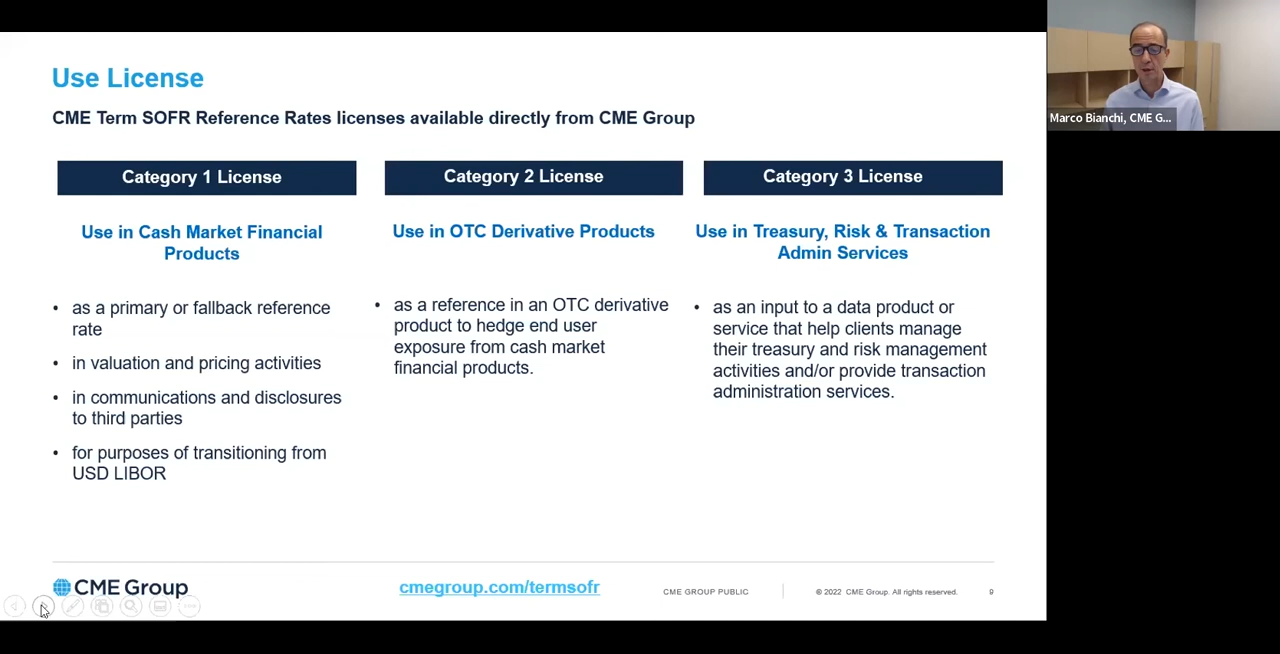 Use License
CME Term SOFR Reference Rates licenses available directly from CME Group
Category 1 License
Use in Cash Market Financial
Products
• as a primary or fallback reference
rate
• in valuation and pricing activities
• in communications and disclosures
to third parties
• for purposes of transitioning from
USD LIBOR
Category 2 License
Use in OTC Derivative Products
• as a reference in an OTC derivative
product to hedge end user
exposure from cash market
financial products.
Category 3 License
Use in Treasury, Risk & Transaction
Admin Services
• as an input to a data product or
service that help clients manage
their treasury and risk management
activities and/or provide transaction
administration services.
CME Group
cmegroup.com/termsofr
CME GROUP PUBLIC
© 2022 CME Group. All rights reserved.
9
Marco Bianchi, CME G...